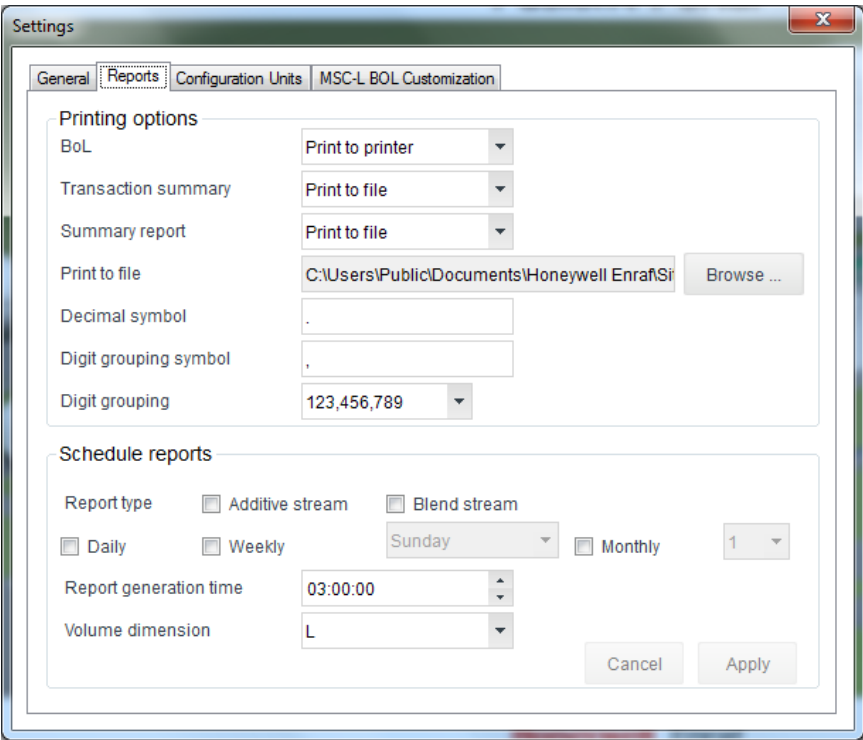 Settings
General Reports Configuration Units MSC-L BOL Customization
Printing options
BoL Print to printer
Transaction summary Print to file
Summary report Print to file
Print to file C:\Users\Public\Documents\Honeywell Enraf\Sit Browse ...
Decimal symbol .
Digit grouping symbol ,
Digit grouping 123,456,789
Schedule reports
Report type Additive stream Blend stream
Daily Weekly Sunday Monthly 1
Report generation time 03:00:00
Volume dimension L
Cancel Apply